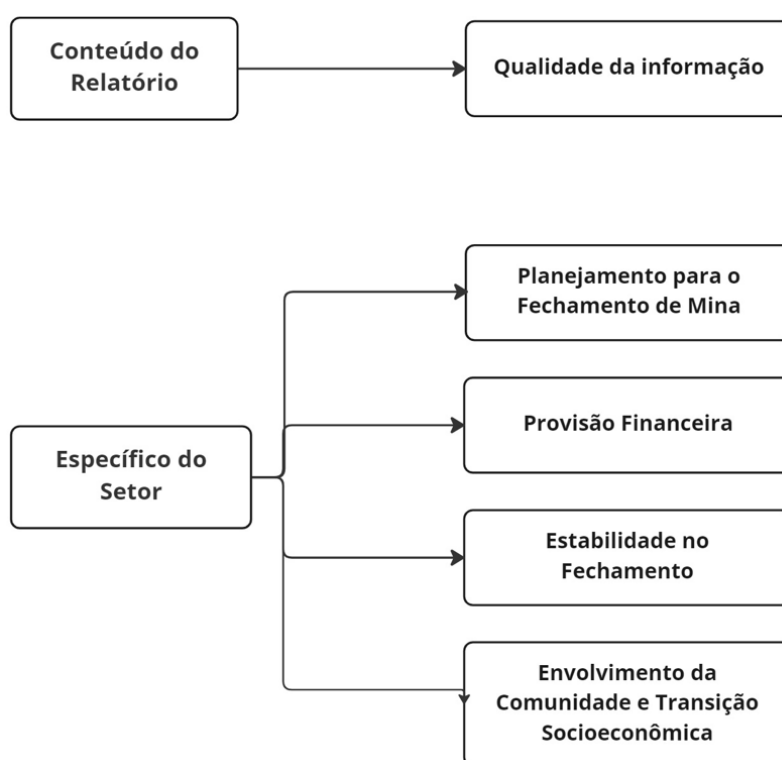 Conteúdo do
Relatório
Qualidade da informação
Planejamento para o
Fechamento de Mina
Provisão Financeira
Específico do
Setor
Estabilidade no
Fechamento
Envolvimento da
Comunidade e Transição
Socioeconômica